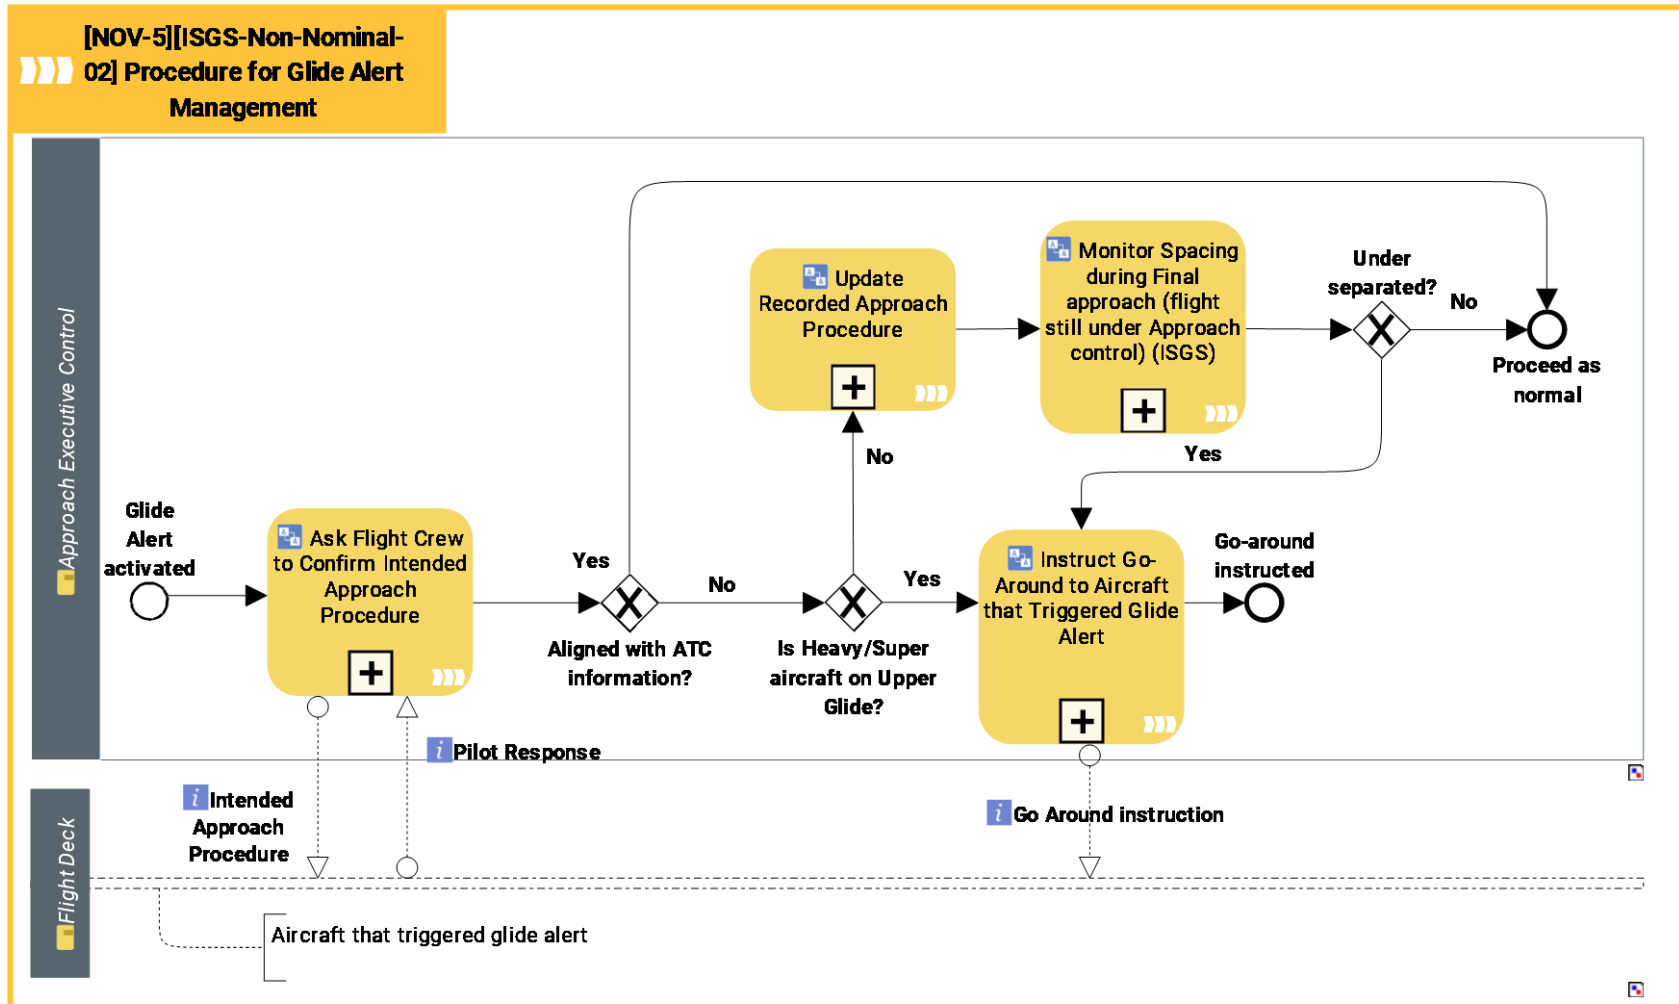 [NOV-5][ISGS-Non-Nominal-
02] Procedure for Glide Alert
Management
Approach Executive Control
Glide
Alert
activated
Ask Flight Crew
to Confirm Intended
Approach
Procedure
Yes
Aligned with ATC
information?
No
Is Heavy/Super
aircraft on Upper
Glide?
No
Update
Recorded Approach
Procedure
Monitor Spacing
during Final
approach (flight
still under Approach
control) (ISGS)
Under
separated?
No
Proceed as
normal
Yes
Yes
Instruct Go-
Around to Aircraft
that Triggered Glide
Alert
Go-around
instructed
Pilot Response
Intended
Approach
Procedure
Go Around instruction
Flight Deck
Aircraft that triggered glide alert